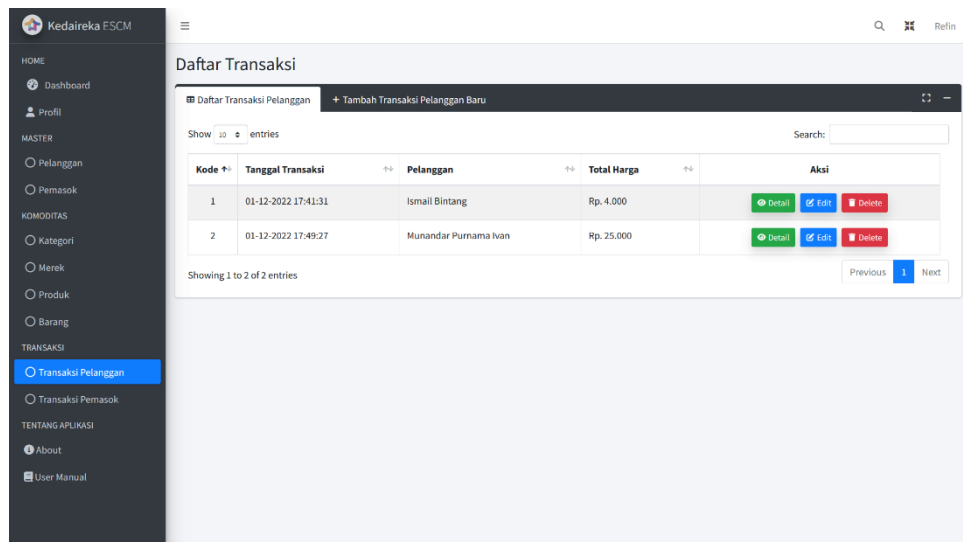 Kedaireka ESCM
Refin
HOME
Dashboard
Profil
MASTER
Pelanggan
Pemasok
KOMODITAS
Kategori
Merek
Produk
Barang
TRANSAKSI
Transaksi Pelanggan
Transaksi Pemasok
TENTANG APLIKASI
About
User Manual
Daftar Transaksi
Daftar Transaksi Pelanggan + Tambah Transaksi Pelanggan Baru
Show 10 entries Search:
Kode Tanggal Transaksi Pelanggan Total Harga Aksi
1 01-12-2022 17:41:31 Ismail Bintang Rp. 4.000 Detail Edit Delete
2 01-12-2022 17:49:27 Munandar Purnama Ivan Rp. 25.000 Detail Edit Delete
Showing 1 to 2 of 2 entries Previous 1 Next